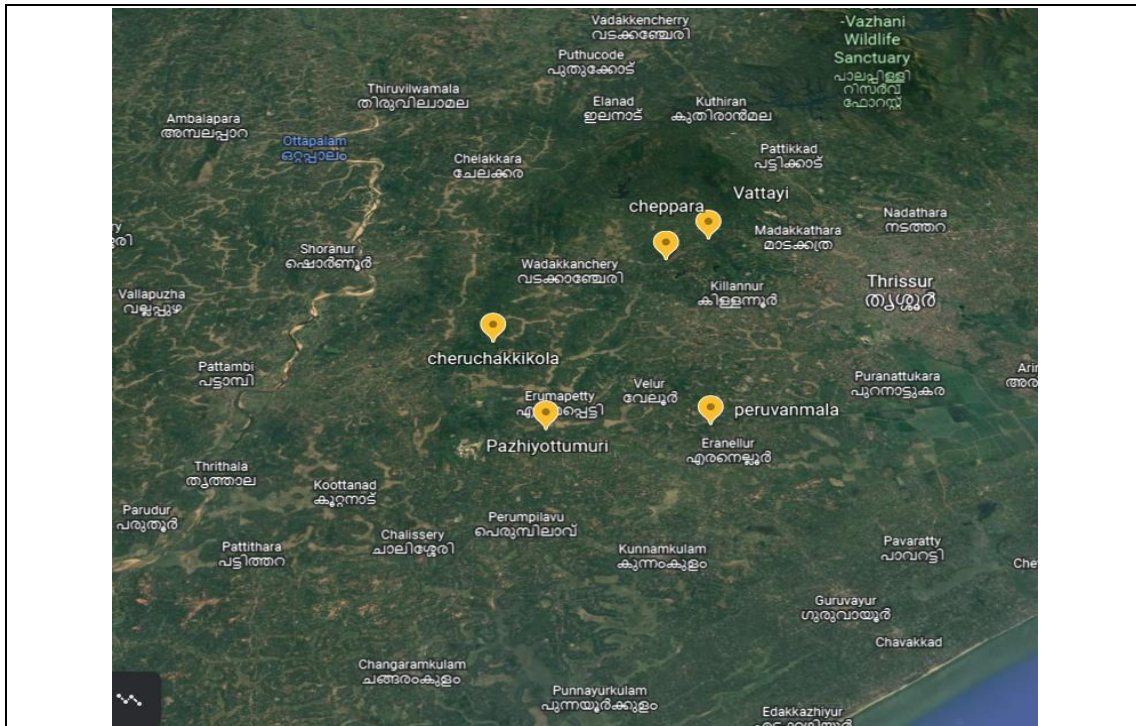 Vadakkencherry
വടക്കഞ്ചേരി
-Vazhani
Wildlife
Sanctuary
പാലപ്പിള്ളി
റിസർവ്
ഫോറസ്റ്റ്
Puthucode
പുതുക്കോട്
Thiruvilwamala
തിരുവില്വാമല
Elanad
ഇലനാട്
Kuthiran
കുതിരാൻമല
Ambalapara
അമ്പലപ്പാറ
Ottapalam
ഒറ്റപ്പാലം
Chelakkara
ചേലക്കര
Pattikkad
പട്ടിക്കാട്
Vattayi
cheppara
Nadathara
നടത്തറ
Madakkathara
മാടക്കത്ര
Shoranur
ഷൊർണൂർ
Wadakkanchery
വടക്കാഞ്ചേരി
Killannur
കിള്ളന്നൂർ
Thrissur
തൃശ്ശൂർ
Vallapuzha
വല്ലപ്പുഴ
cheruchakkikola
Pattambi
പട്ടാമ്പി
Velur
വേലൂർ
Puranattukara
പുറനാട്ടുകര
Erumapetty
peruvanmala
Pazhiyottumuri
Eranellur
എരനെല്ലൂർ
Thrithala
തൃത്താല
Koottanad
കൂറ്റനാട്
Parudur
പരുതൂർ
Perumpilavu
പെരുമ്പിലാവ്
Chalissery
ചാലിശ്ശേരി
Pattithara
പട്ടിത്തറ
Kunnamkulam
കുന്നംകുളം
Pavaratty
പാവറട്ടി
Guruvayur
ഗുരുവായൂർ
Chavakkad
Changaramkulam
ചങ്ങരംകുളം
Punnayurkulam
പുന്നയൂർക്കുളം
Edakkazhiyur